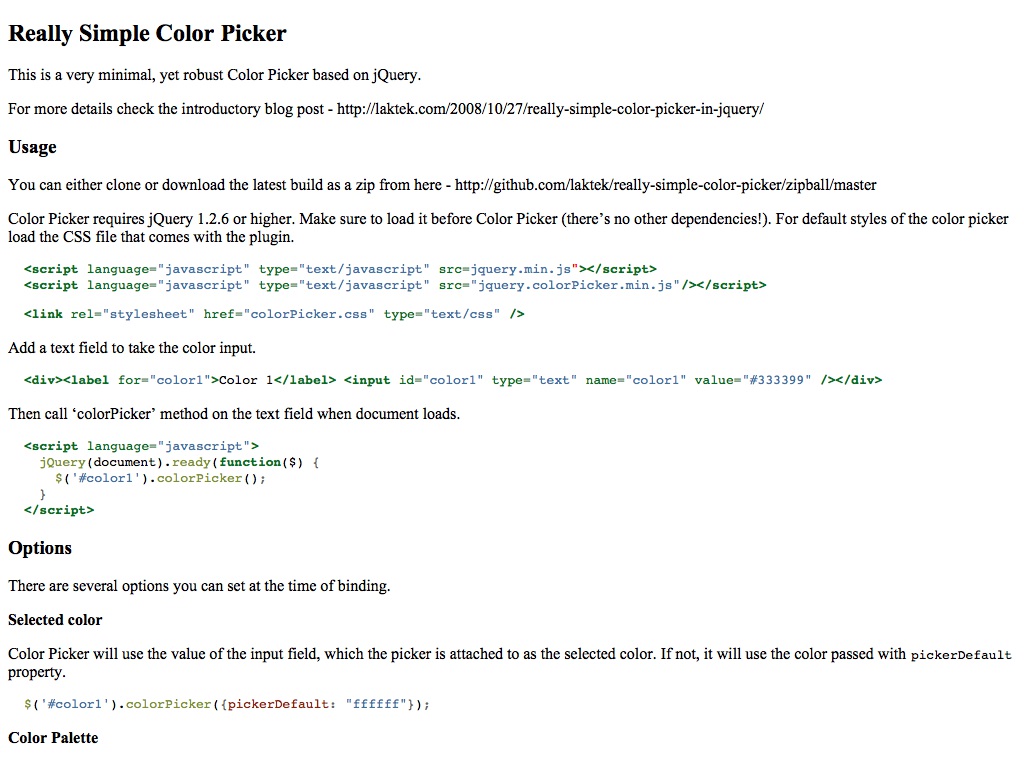 Really Simple Color Picker
This is a very minimal, yet robust Color Picker based on jQuery.
For more details check the introductory blog post - http://laktek.com/2008/10/27/really-simple-color-picker-in-jquery/
Usage
You can either clone or download the latest build as a zip from here - http://github.com/laktek/really-simple-color-picker/zipball/master
Color Picker requires jQuery 1.2.6 or higher. Make sure to load it before Color Picker (there’s no other dependencies!). For default styles of the color picker
load the CSS file that comes with the plugin.
<script language="javascript" type="text/javascript" src=jquery.min.js"></script>
<script language="javascript" type="text/javascript" src="jquery.colorPicker.min.js"/></script>
<link rel="stylesheet" href="colorPicker.css" type="text/css" />
Add a text field to take the color input.
<div><label for="color1">Color 1</label> <input id="color1" type="text" name="color1" value="#333399" /></div>
Then call ‘colorPicker’ method on the text field when document loads.
<script language="javascript">
jQuery(document).ready(function($) {
$('#color1').colorPicker();
}
</script>
Options
There are several options you can set at the time of binding.
Selected color
Color Picker will use the value of the input field, which the picker is attached to as the selected color. If not, it will use the color passed with pickerDefault
property.
$('#color1').colorPicker({pickerDefault: "ffffff"});
Color Palette